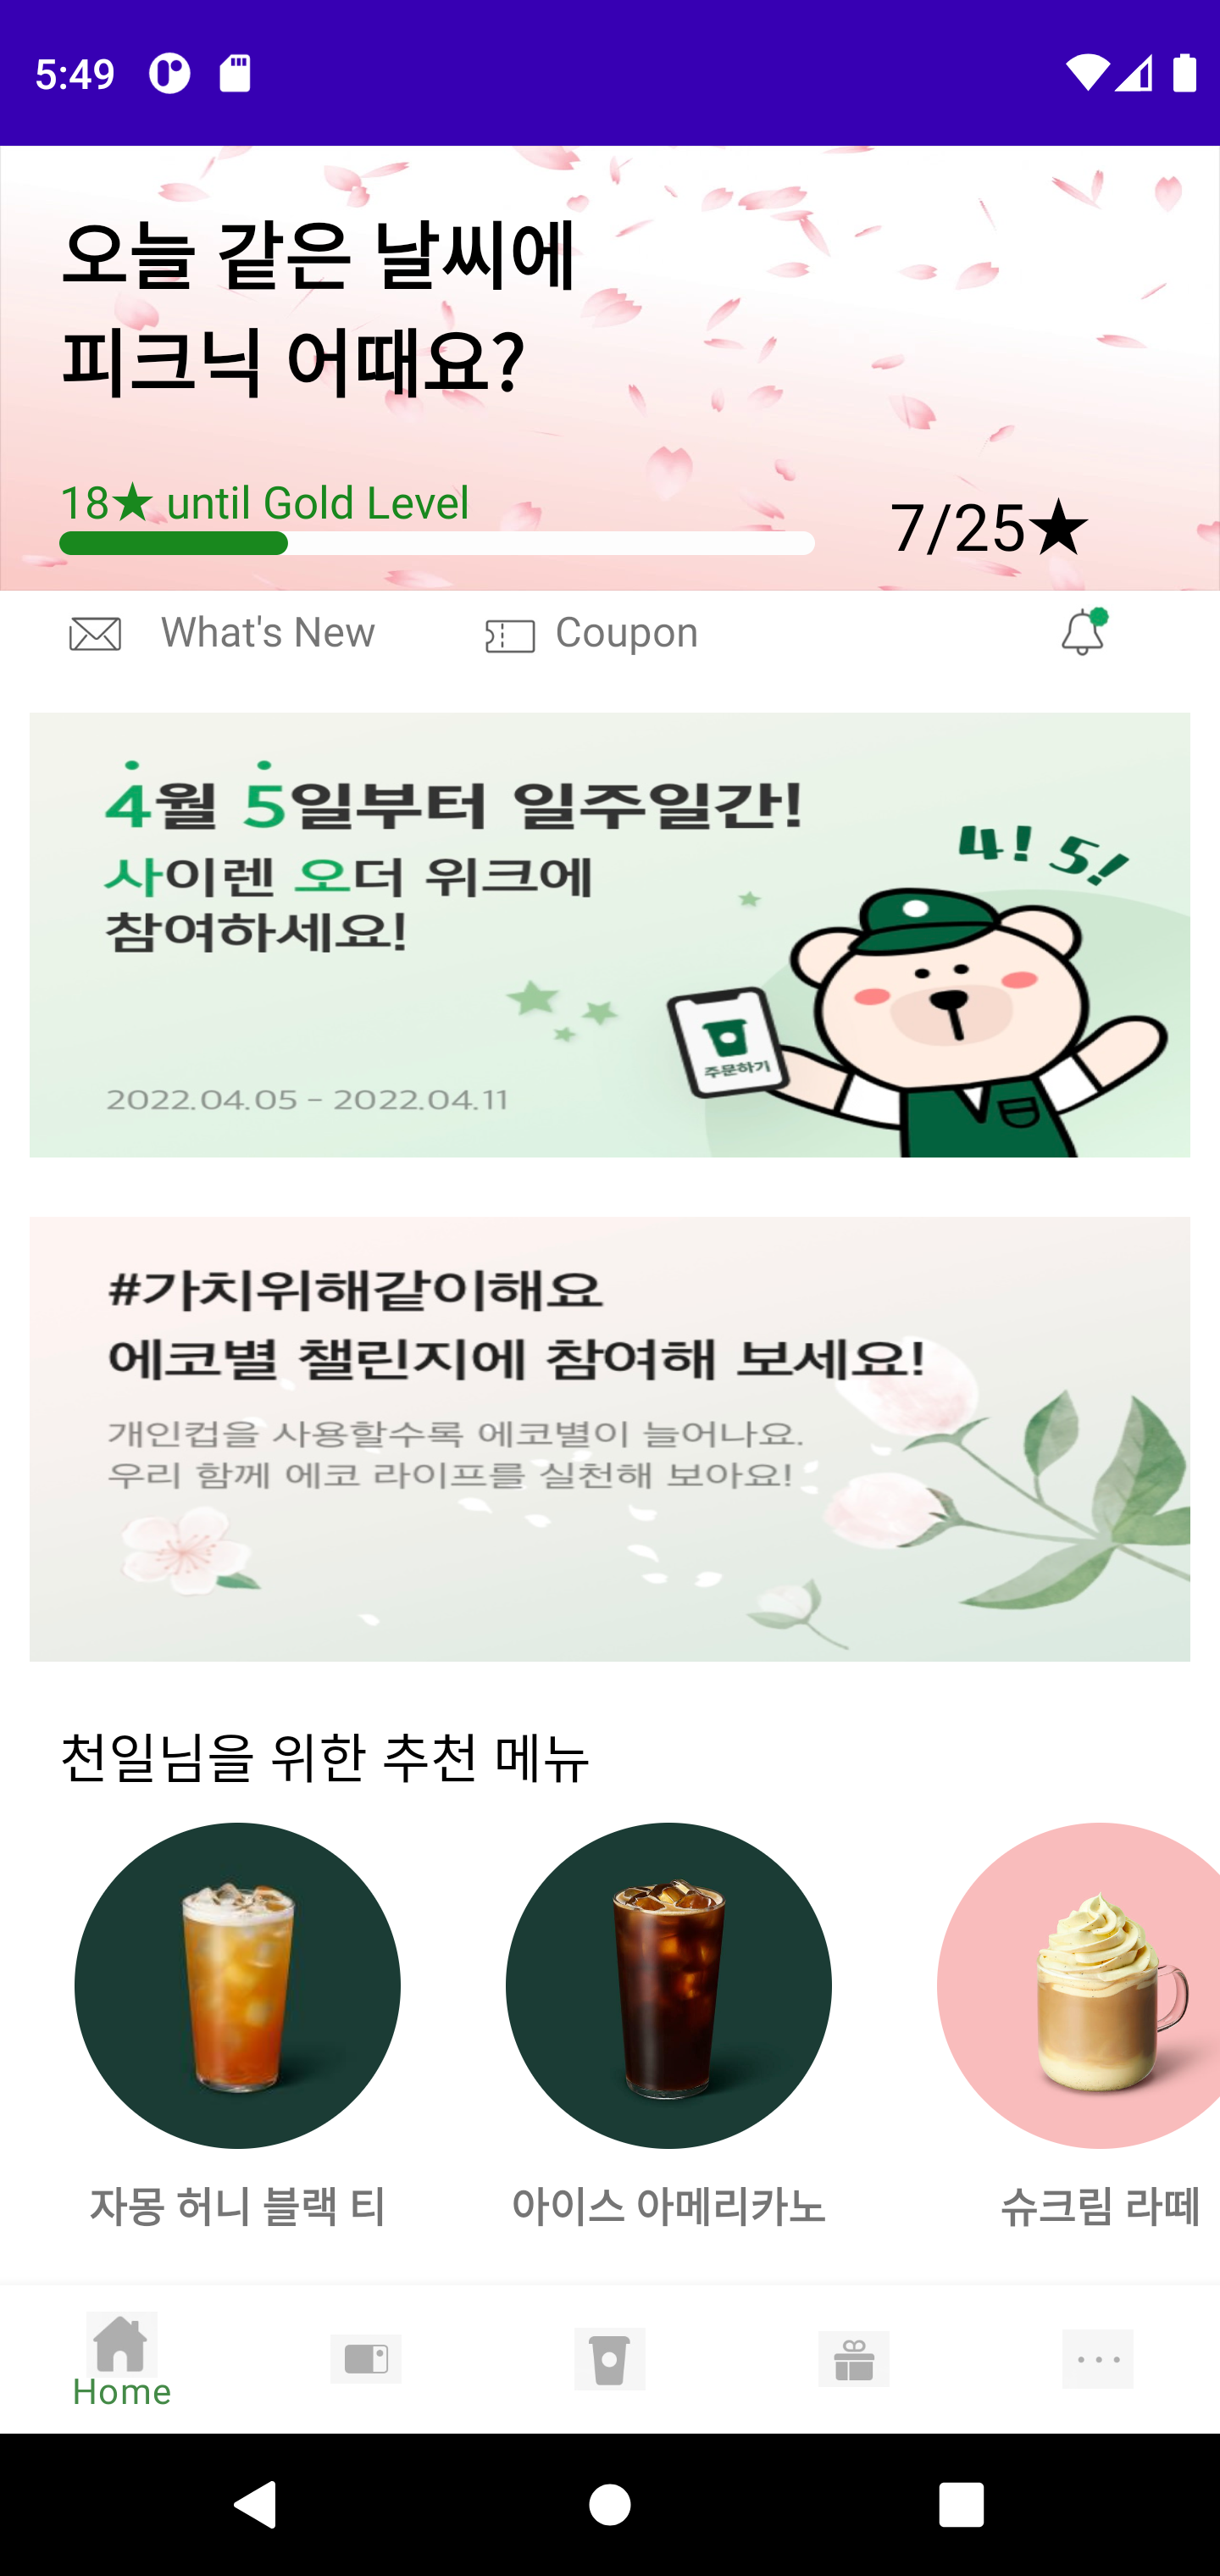 5:49
오늘 같은 날씨에
피크닉 어때요?
18★ until Gold Level
7/25★
What's New
Coupon
4월 5일부터 일주일간!
사이렌 오더 위크에
참여하세요!
4! 5!
주문하기
2022.04.05 - 2022.04.11
#가치위해같이해요
에코별 챌린지에 참여해 보세요!
개인컵을 사용할수록 에코별이 늘어나요.
우리 함께 에코 라이프를 실천해 보아요!
천일님을 위한 추천 메뉴
자몽 허니 블랙 티
아이스 아메리카노
슈크림 라떼
Home